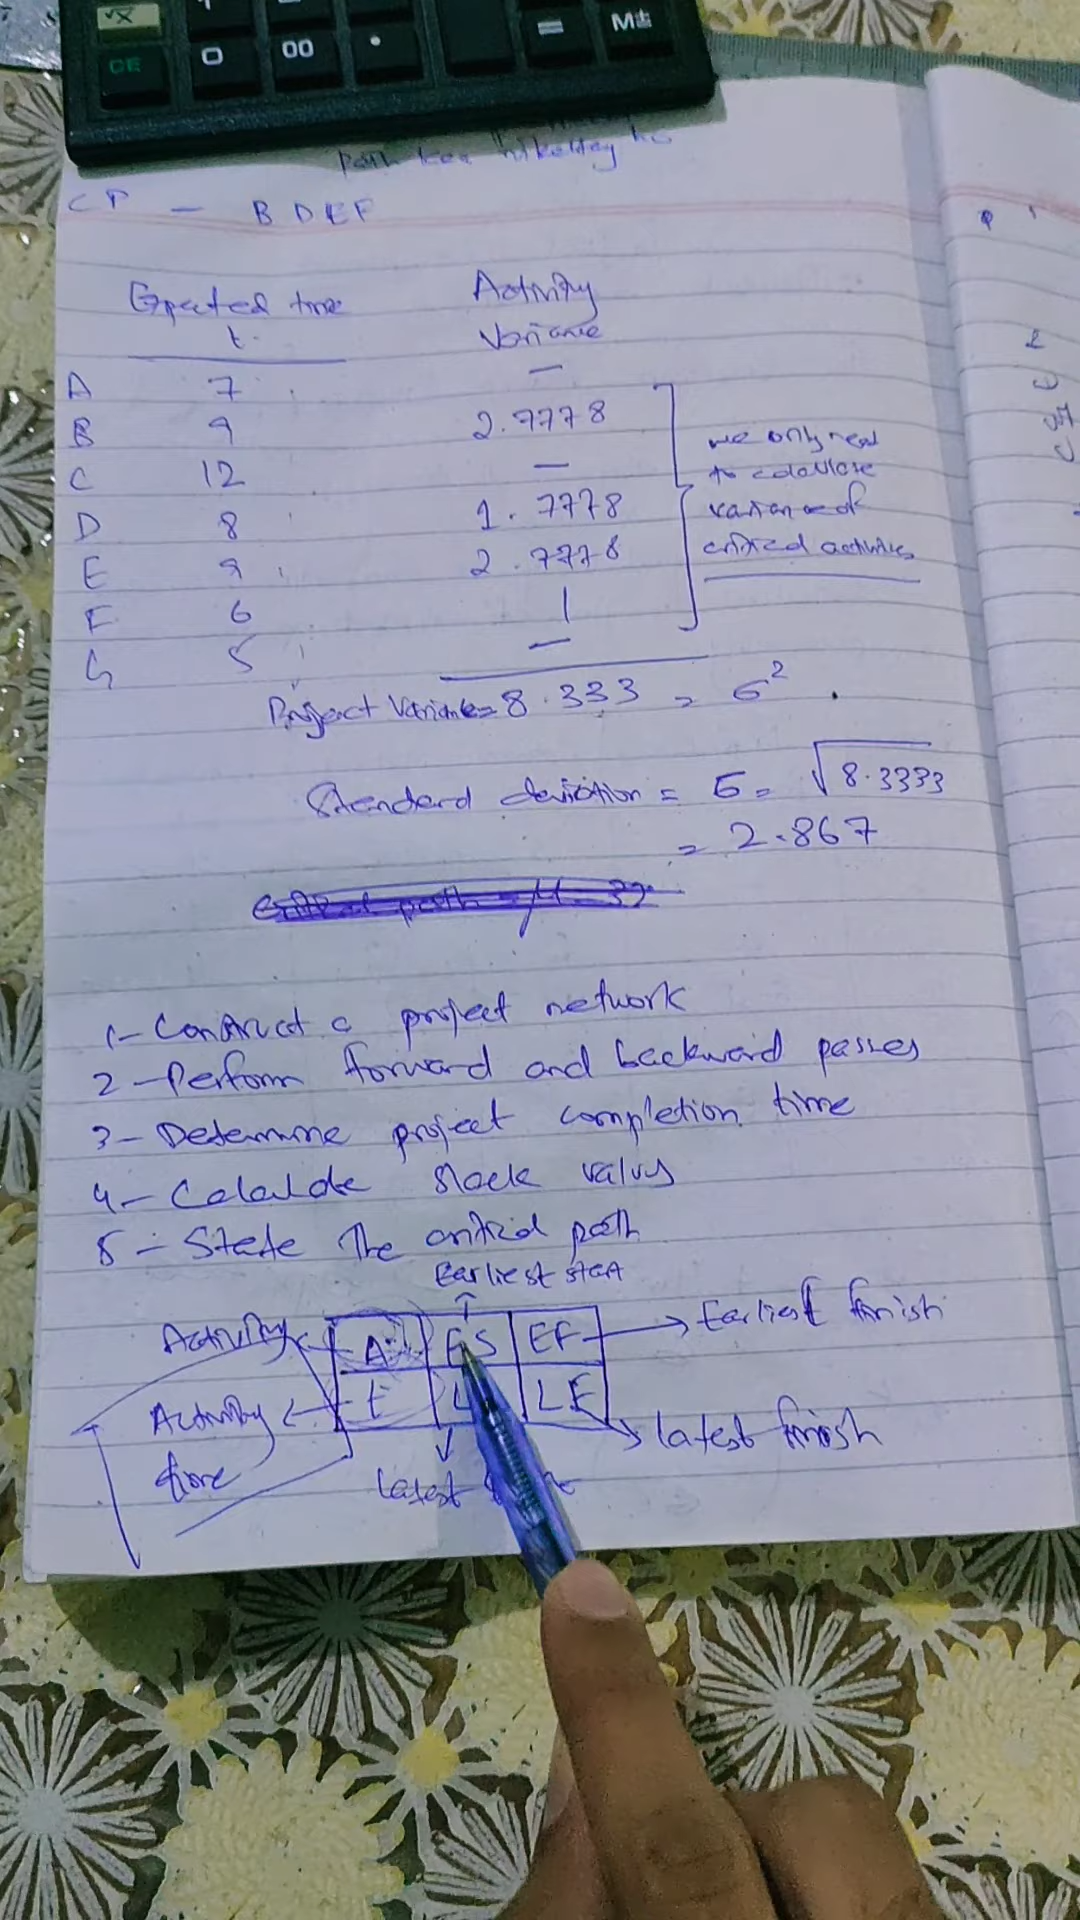 √x
CE 0 00 • = M±
CP — BDEF
Expected time Activity
t. Variance
A 7 —
B 9 2.7778
C 12 —
D 8 1.7778
E 9 2.7778
F 6 1
G 5 —
we only need
to calculate
variance of
critical activities
Project Variance = 8.333 = σ²
Standard deviation = σ = √8.3333
= 2.867
1- Construct a project network
2- Perform forward and backward passes
3- Determine project completion time
4- Calculate slack values
5- State the critical path
Earliest start
Activity A ES EF Earliest finish
Activity t L LF latest finish
time latest